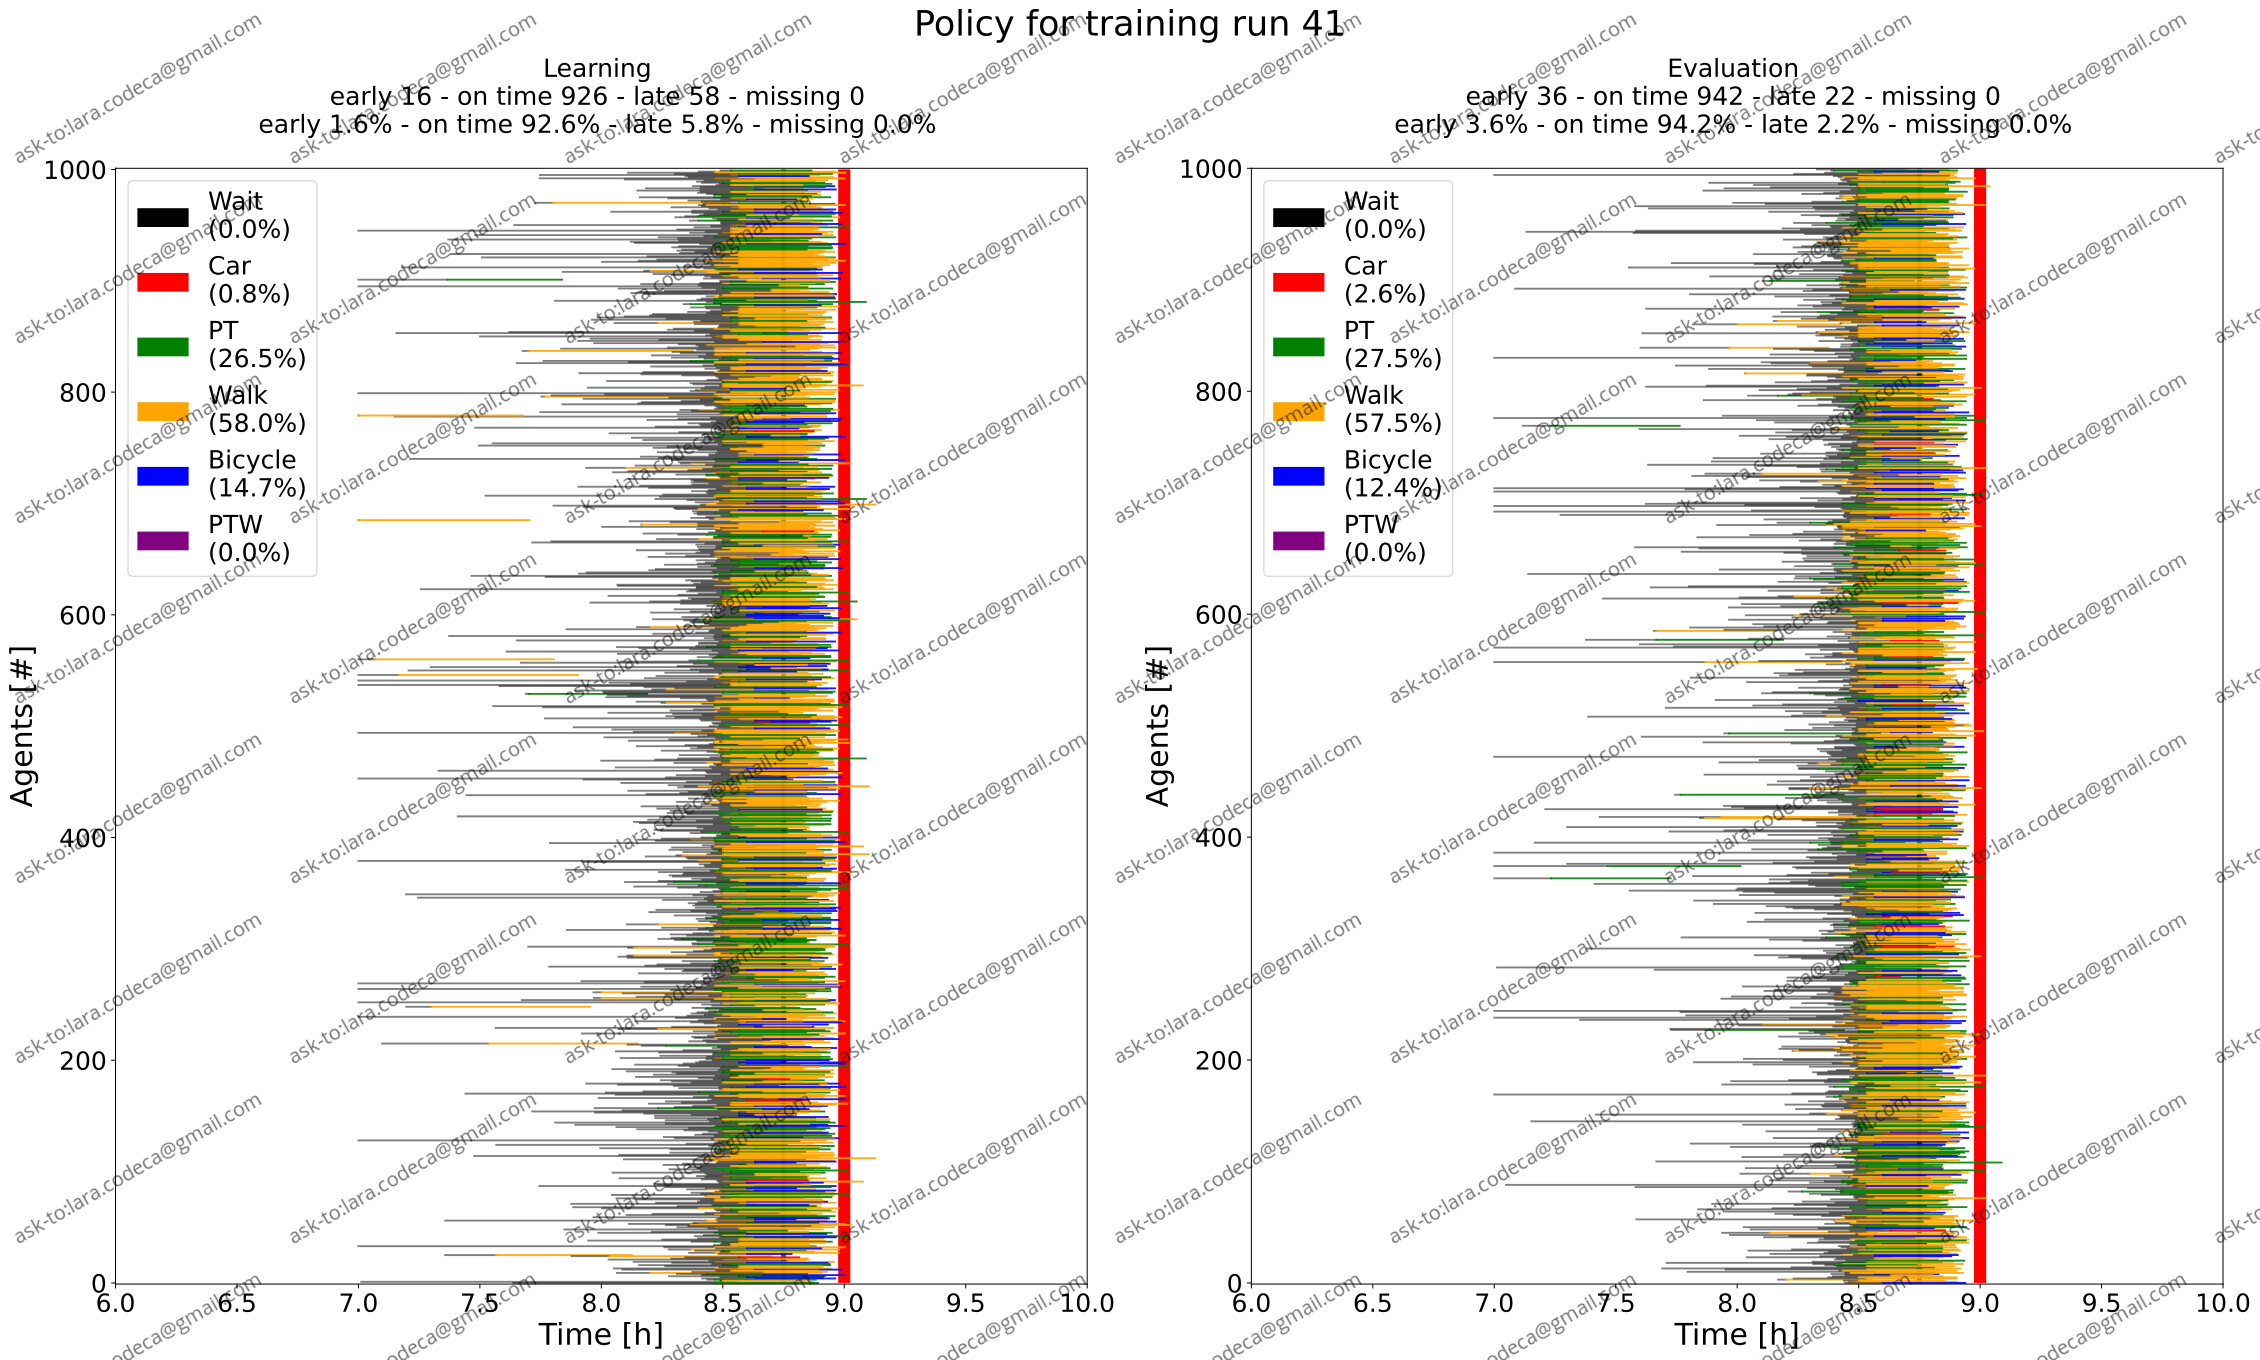 Policy for training run 41
Learning
early 16 - on time 926 - late 58 - missing 0
early 1.6% - on time 92.6% - late 5.8% - missing 0.0%
1000
800
600
400
200
0
Agents [#]
Wait
(0.0%)
Car
(0.8%)
PT
(26.5%)
Walk
(58.0%)
Bicycle
(14.7%)
PTW
(0.0%)
6.0 6.5 7.0 7.5 8.0 8.5 9.0 9.5 10.0
Time [h]
Evaluation
early 36 - on time 942 - late 22 - missing 0
early 3.6% - on time 94.2% - late 2.2% - missing 0.0%
1000
800
600
400
200
0
Agents [#]
Wait
(0.0%)
Car
(2.6%)
PT
(27.5%)
Walk
(57.5%)
Bicycle
(12.4%)
PTW
(0.0%)
6.0 6.5 7.0 7.5 8.0 8.5 9.0 9.5 10.0
Time [h]
ask-to:lara.codeca@gmail.com